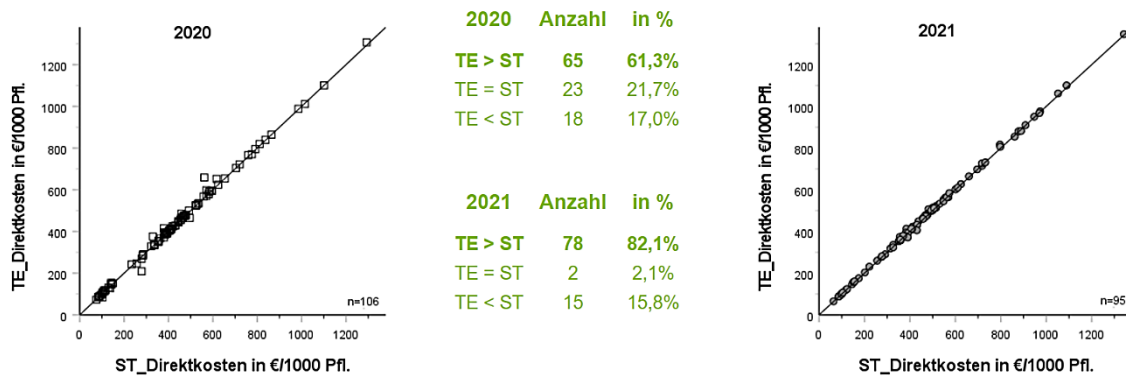 2020
TE_Direktkosten in €/1000 Pfl.
1200
1000
800
600
400
200
0
n=106
0 200 400 600 800 1000 1200
ST_Direktkosten in €/1000 Pfl.
2020 Anzahl in %
TE > ST 65 61,3%
TE = ST 23 21,7%
TE < ST 18 17,0%
2021 Anzahl in %
TE > ST 78 82,1%
TE = ST 2 2,1%
TE < ST 15 15,8%
2021
TE_Direktkosten in €/1000 Pfl.
1200
1000
800
600
400
200
0
n=95
0 200 400 600 800 1000 1200
ST_Direktkosten in €/1000 Pfl.